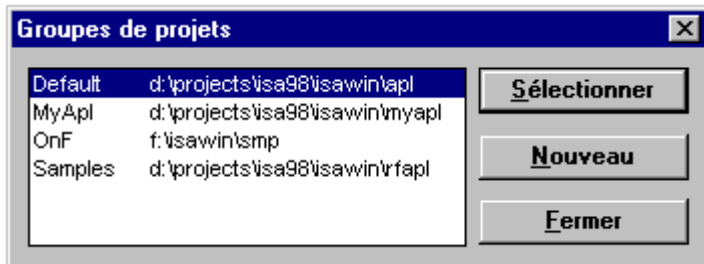 Groupes de projets
Default d:\projects\isa98\isawin\apl
MyApl d:\projects\isa98\isawin\myapl
OnF f:\isawin\smp
Samples d:\projects\isa98\isawin\rfapl
Sélectionner
Nouveau
Fermer